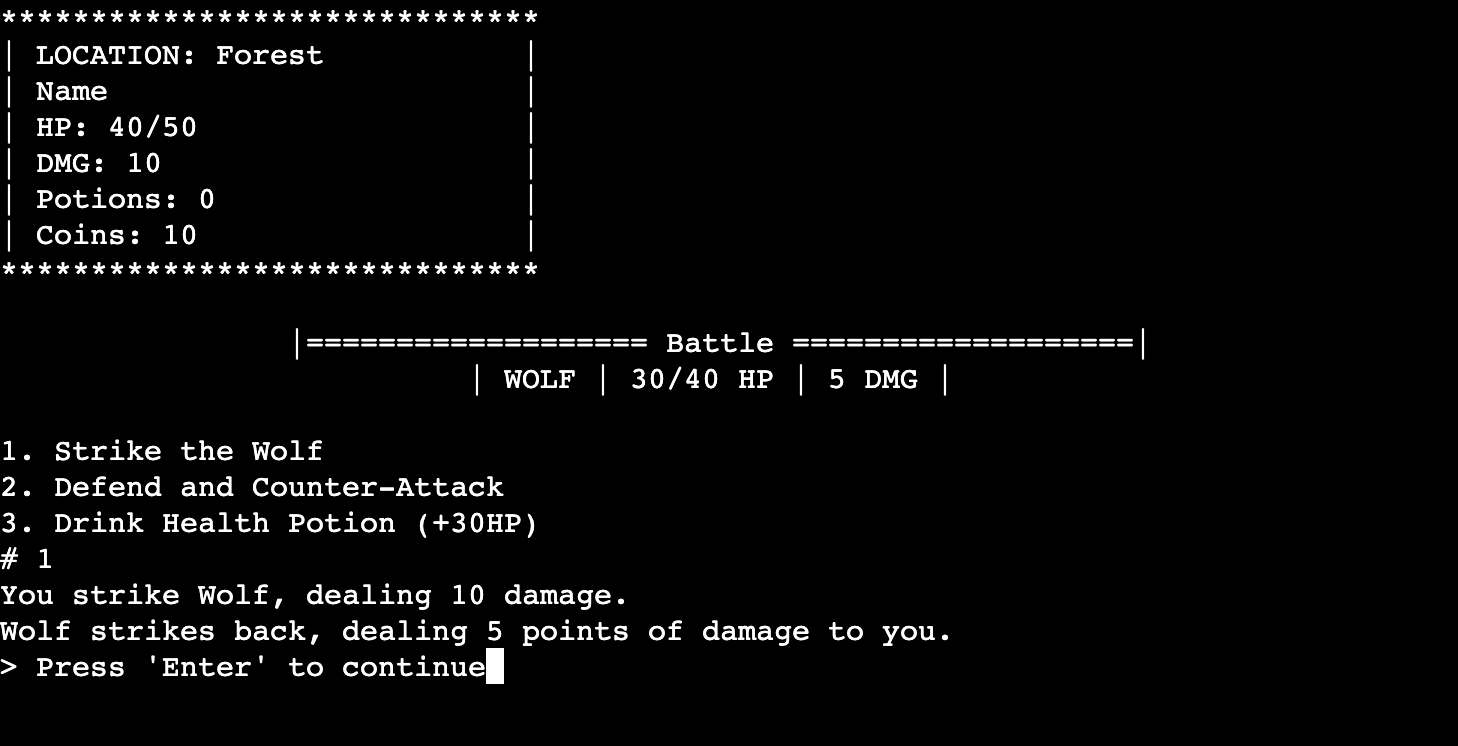 ******************************
| LOCATION: Forest           |
| Name                       |
| HP: 40/50                  |
| DMG: 10                    |
| Potions: 0                 |
| Coins: 10                  |
******************************
|=================== Battle ===================|
| WOLF | 30/40 HP | 5 DMG |
1. Strike the Wolf
2. Defend and Counter-Attack
3. Drink Health Potion (+30HP)
# 1
You strike Wolf, dealing 10 damage.
Wolf strikes back, dealing 5 points of damage to you.
> Press 'Enter' to continue